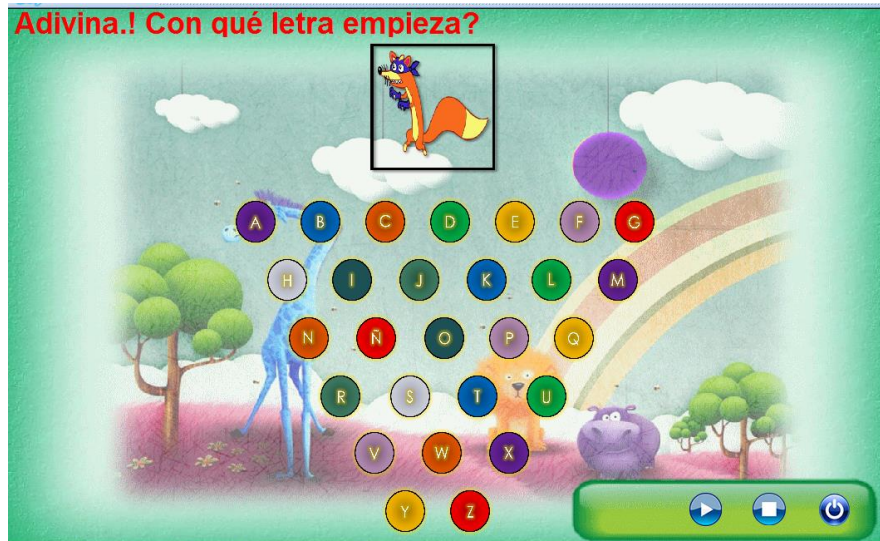 Adivina.! Con qué letra empieza?
A B C D E F G
H I J K L M
N Ñ O P Q
R S T U
V W X
Y Z